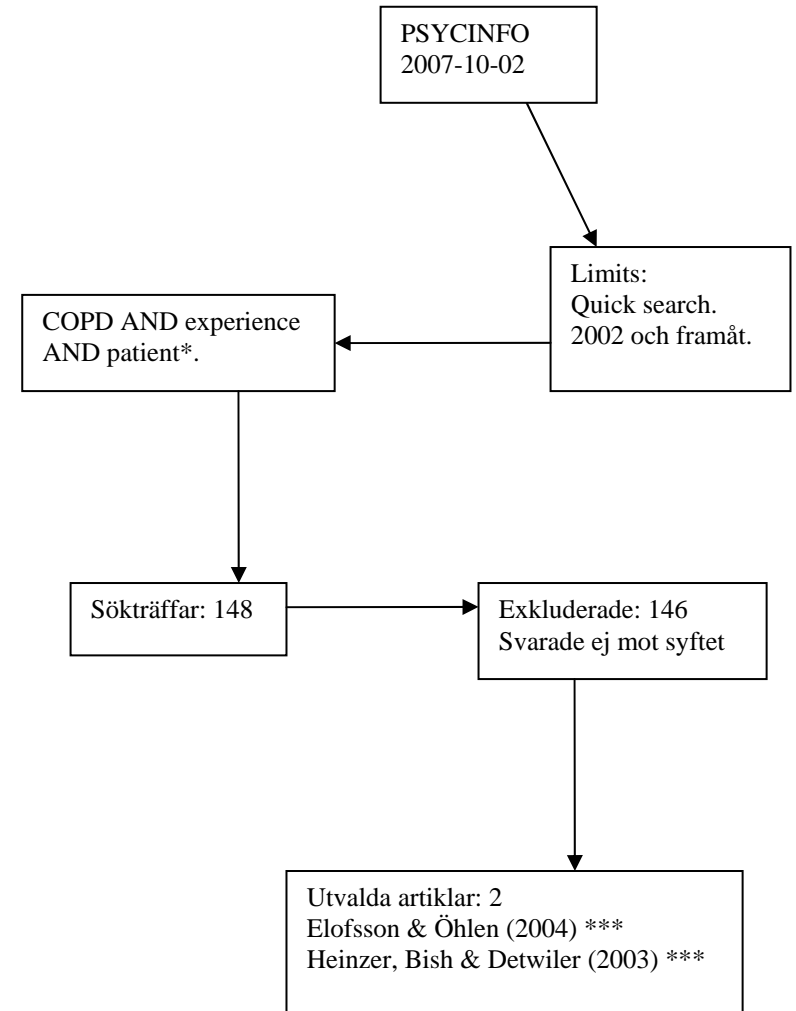 PSYCINFO
2007-10-02
Limits:
Quick search.
2002 och framåt.
COPD AND experience
AND patient*.
Sökträffar: 148
Exkluderade: 146
Svarade ej mot syftet
Utvalda artiklar: 2
Elofsson & Öhlen (2004) ***
Heinzer, Bish & Detwiler (2003) ***